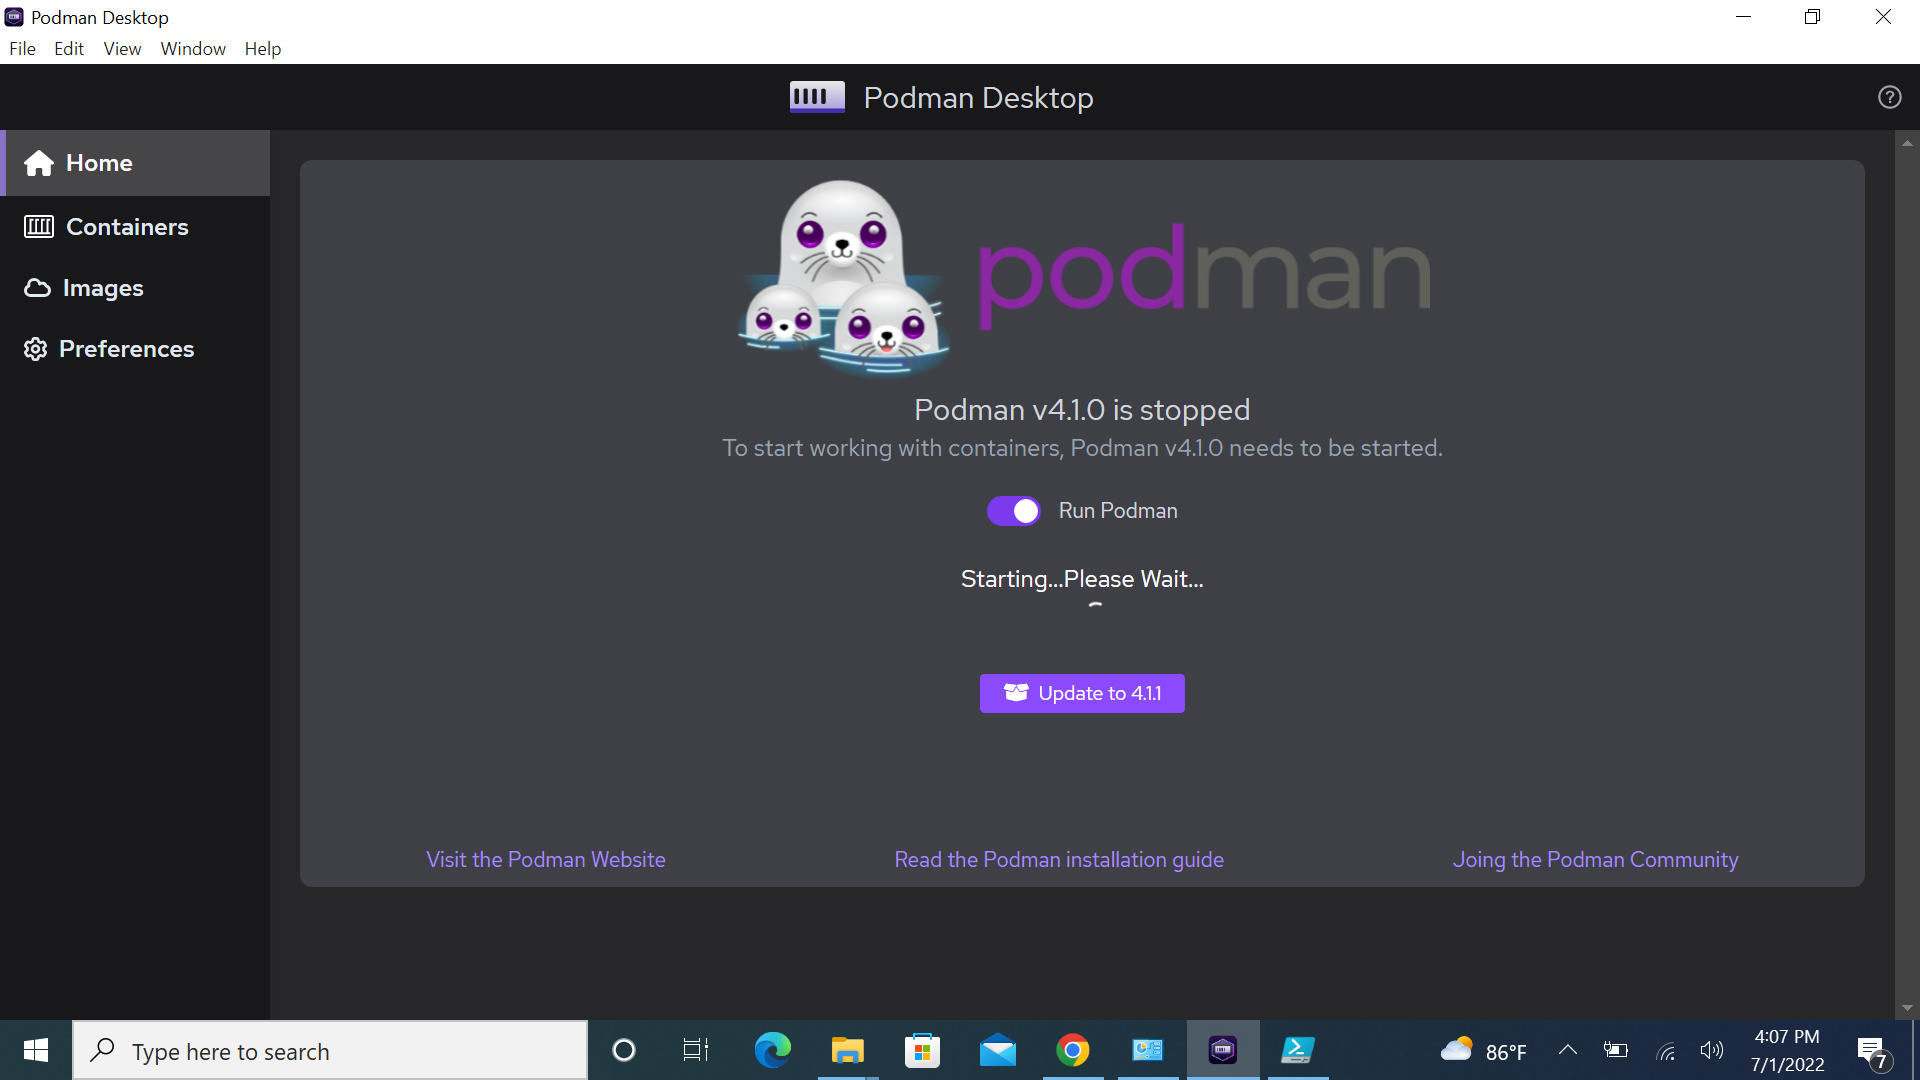 Podman Desktop
File Edit View Window Help
Podman Desktop
Home
Containers
Images
Preferences
podman
Podman v4.1.0 is stopped
To start working with containers, Podman v4.1.0 needs to be started.
Run Podman
Starting...Please Wait...
Update to 4.1.1
Visit the Podman Website
Read the Podman installation guide
Joing the Podman Community
Type here to search
86°F
4:07 PM
7/1/2022
7